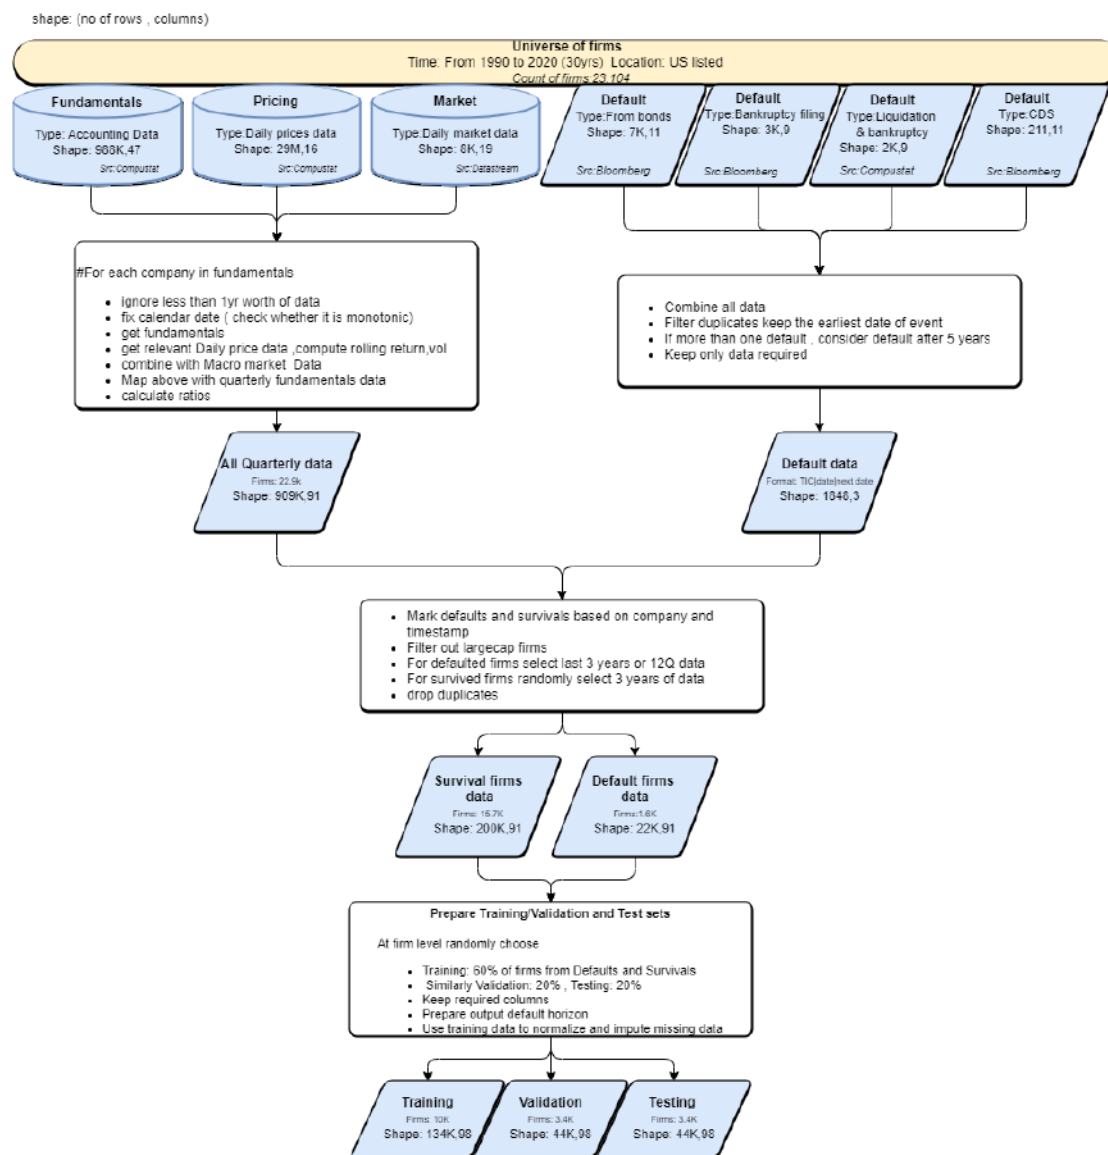 shape: (no of rows , columns)
Universe of firms
Time: From 1990 to 2020 (30yrs) Location: US listed
Count of firms:23,104
Fundamentals
Type: Accounting Data
Shape: 988K,47
Src:Compustat
Pricing
Type:Daily prices data
Shape: 29M,16
Src:Compustat
Market
Type:Daily market data
Shape: 8K,19
Src:Datastream
Default
Type:From bonds
Shape: 7K,11
Src:Bloomberg
Default
Type:Bankruptcy filing
Shape: 3K,9
Src:Bloomberg
Default
Type:Liquidation
& bankruptcy
Shape: 2K,9
Src:Compustat
Default
Type:CDS
Shape: 211,11
Src:Bloomberg
#For each company in fundamentals
• ignore less than 1yr worth of data
• fix calendar date ( check whether it is monotonic)
• get fundamentals
• get relevant Daily price data ,compute rolling return,vol
• combine with Macro market Data
• Map above with quarterly fundamentals data
• calculate ratios
• Combine all data
• Filter duplicates keep the earliest date of event
• If more than one default , consider default after 5 years
• Keep only data required
All Quarterly data
Firms: 22.9k
Shape: 909K,91
Default data
Format: TIC|date|next date
Shape: 1848,3
• Mark defaults and survivals based on company and
timestamp
• Filter out largecap firms
• For defaulted firms select last 3 years or 12Q data
• For survived firms randomly select 3 years of data
• drop duplicates
Survival firms
data
Firms: 15.7K
Shape: 200K,91
Default firms
data
Firms:1.6K
Shape: 22K,91
Prepare Training/Validation and Test sets
At firm level randomly choose
• Training: 60% of firms from Defaults and Survivals
• Similarly Validation: 20% , Testing: 20%
• Keep required columns
• Prepare output default horizon
• Use training data to normalize and impute missing data
Training
Firms: 10K
Shape: 134K,98
Validation
Firms: 3.4K
Shape: 44K,98
Testing
Firms: 3.4K
Shape: 44K,98